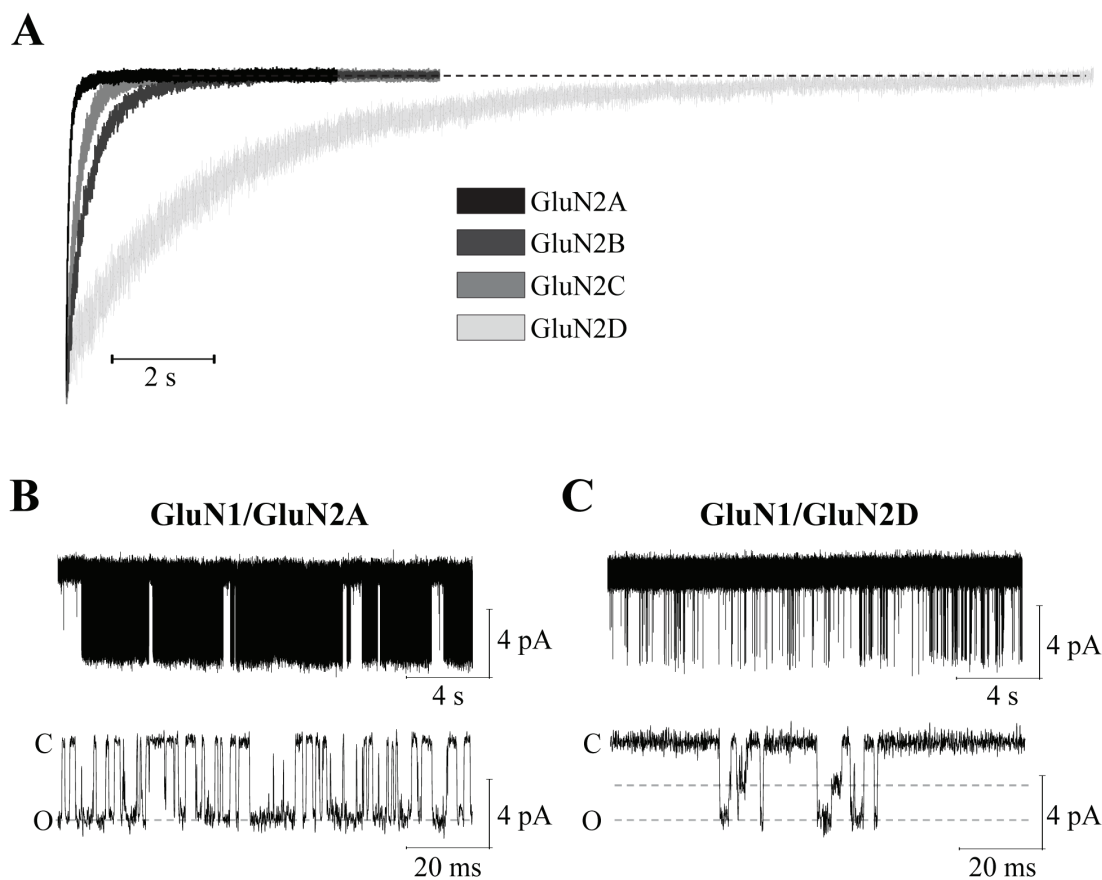 A
GluN2A
GluN2B
GluN2C
GluN2D
2 s
B
GluN1/GluN2A
4 pA
4 s
C
O
4 pA
20 ms
C
GluN1/GluN2D
4 pA
4 s
C
O
4 pA
20 ms